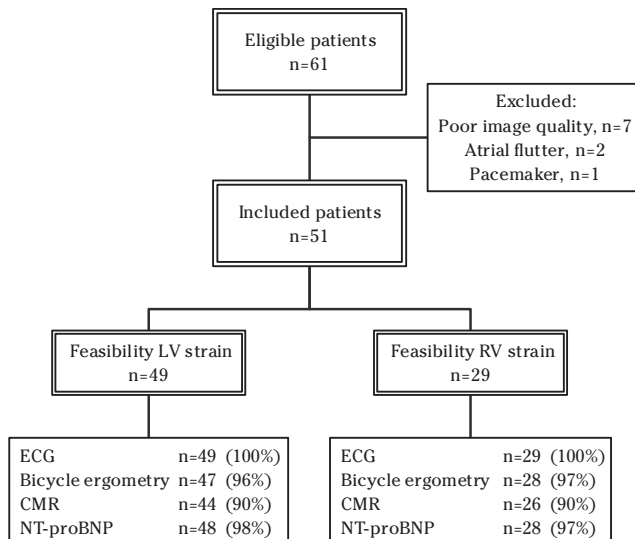 Eligible patients
n=61
Excluded:
Poor image quality, n=7
Atrial flutter, n=2
Pacemaker, n=1
Included patients
n=51
Feasibility LV strain
n=49
Feasibility RV strain
n=29
ECG n=49 (100%)
Bicycle ergometry n=47 (96%)
CMR n=44 (90%)
NT-proBNP n=48 (98%)
ECG n=29 (100%)
Bicycle ergometry n=28 (97%)
CMR n=26 (90%)
NT-proBNP n=28 (97%)